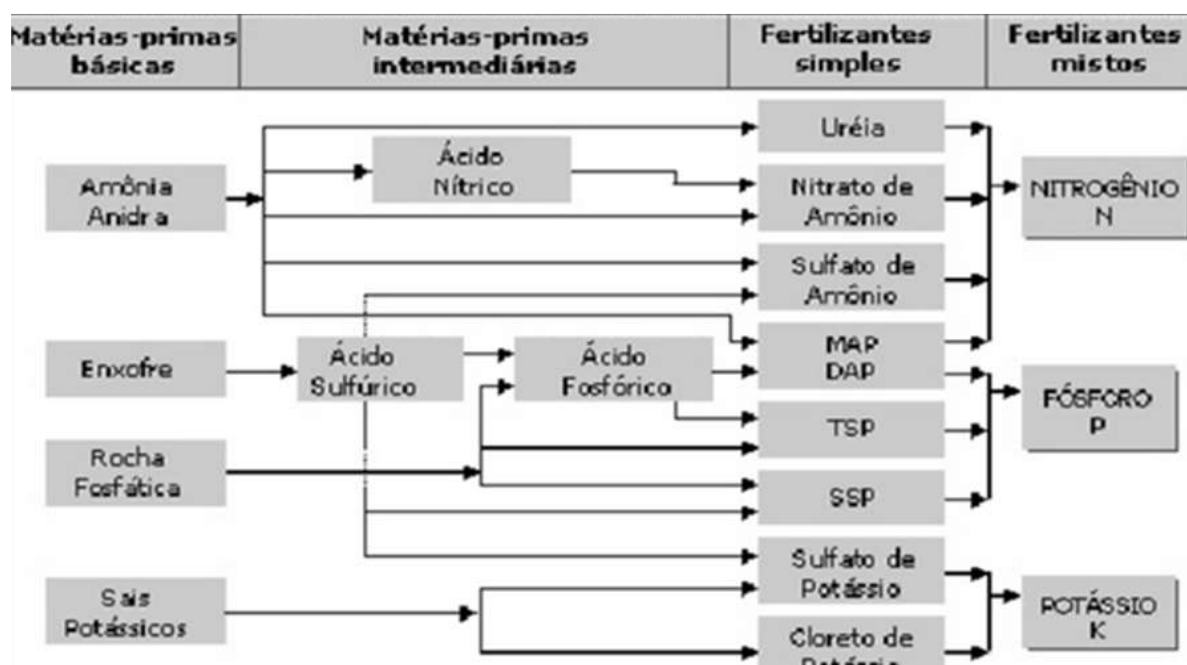 Matérias-primas
básicas
Matérias-primas
intermediárias
Fertilizantes
simples
Fertilizantes
mistos
Amônia
Anidra
Enxofre
Rocha
Fosfática
Sais
Potássicos
Ácido
Nítrico
Ácido
Sulfúrico
Ácido
Fosfórico
Uréia
Nitrato de
Amônio
Sulfato de
Amônio
MAP
DAP
TSP
SSP
Sulfato de
Potássio
Cloreto de
Potássio
NITROGÊNIO
N
FÓSFORO
P
POTÁSSIO
K